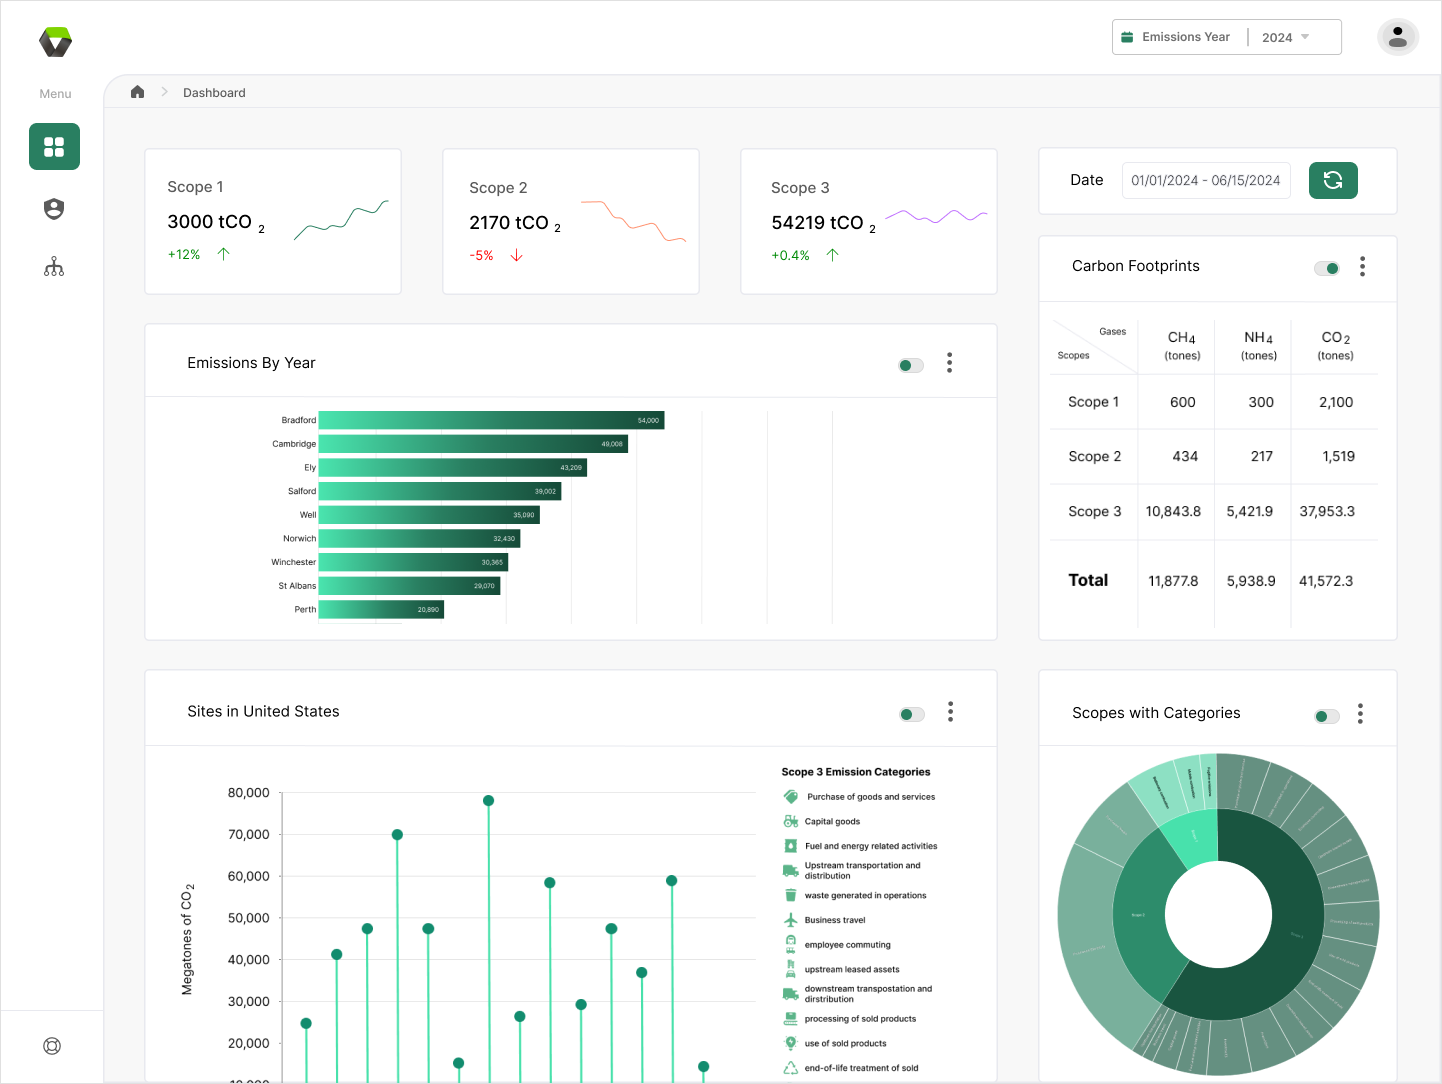 Emissions Year
2024
Menu
Dashboard
Scope 1
3000 tCO 2
+12%
Scope 2
2170 tCO 2
-5%
Scope 3
54219 tCO 2
+0.4%
Date
01/01/2024 - 06/15/2024
Emissions By Year
Bradford 54,000
Cambridge 49,008
Ely 43,209
Salford 39,002
Well 35,090
Norwich 32,430
Winchester 30,365
St Albans 29,070
Perth 20,890
Carbon Footprints
Gases
Scopes
CH4 (tones)
NH4 (tones)
CO2 (tones)
Scope 1 600 300 2,100
Scope 2 434 217 1,519
Scope 3 10,843.8 5,421.9 37,953.3
Total 11,877.8 5,938.9 41,572.3
Sites in United States
Megatones of CO2
80,000
70,000
60,000
50,000
40,000
30,000
20,000
10,000
Scope 3 Emission Categories
Purchase of goods and services
Capital goods
Fuel and energy related activities
Upstream transportation and
distribution
waste generated in operations
Business travel
employee commuting
upstream leased assets
downstream transpostation and
disrtribution
processing of sold products
use of sold products
end-of-life treatment of sold
Scopes with Categories
Scope 2